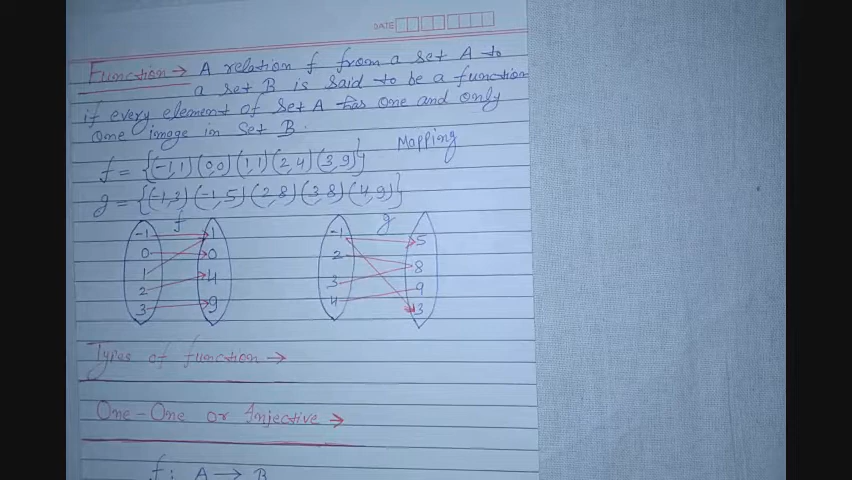 DATE
Function → A relation f from a set A to
a set B is said to be a function
if every element of set A has one and only
one image in set B.
f = {(-1,1) (0,0) (1,1) (2,4) (3,9)} Mapping
g = {(-1,3) (-1,5) (2,8) (3,8) (4,9)}
f g
-1 1 -1 5
0 0 2 8
1 4 3 9
2 9 4 3
3
Types of function →
One-One or Injective →
f: A → B